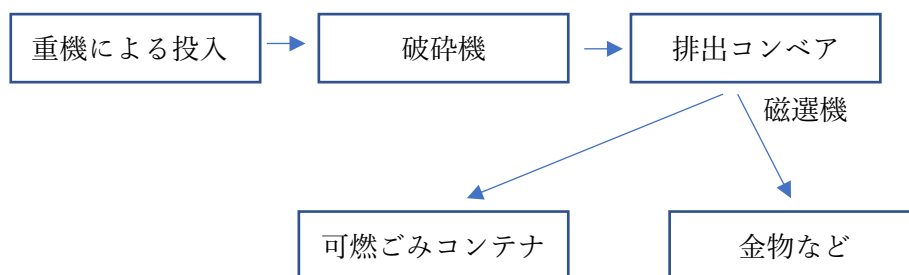 重機による投入
破砕機
排出コンベア
磁選機
可燃ごみコンテナ
金物など